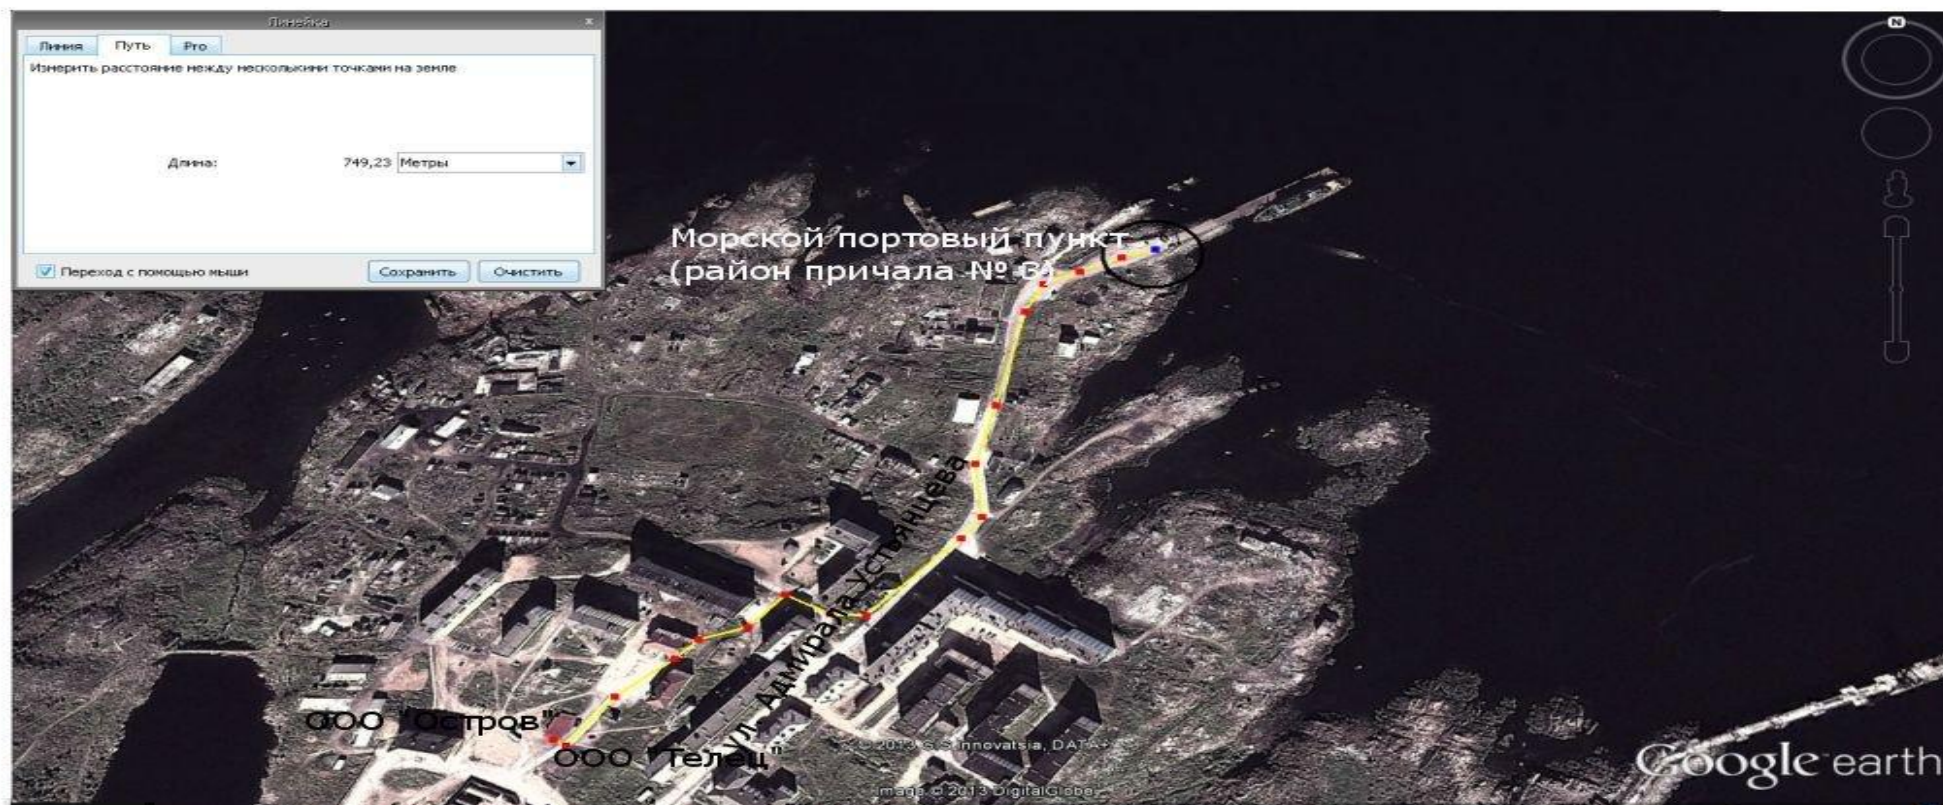 Линейка
Линия Путь Pro
Измерить расстояние между несколькими точками на земле
Длина: 749,23 Метры
Переход с помощью мыши Сохранить Очистить
N
Морской портовый пункт
(район причала № 3)
ул. Адмирала Устьянцева
ООО "Остров"
ООО "Телец"
© 2013 Innovatsia, DATA+
Image © 2013 DigitalGlobe
Google earth